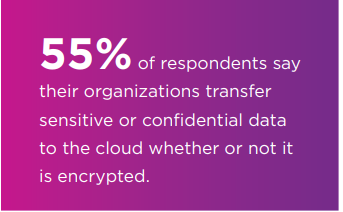 55% of respondents say
their organizations transfer
sensitive or confidential data
to the cloud whether or not it
is encrypted.